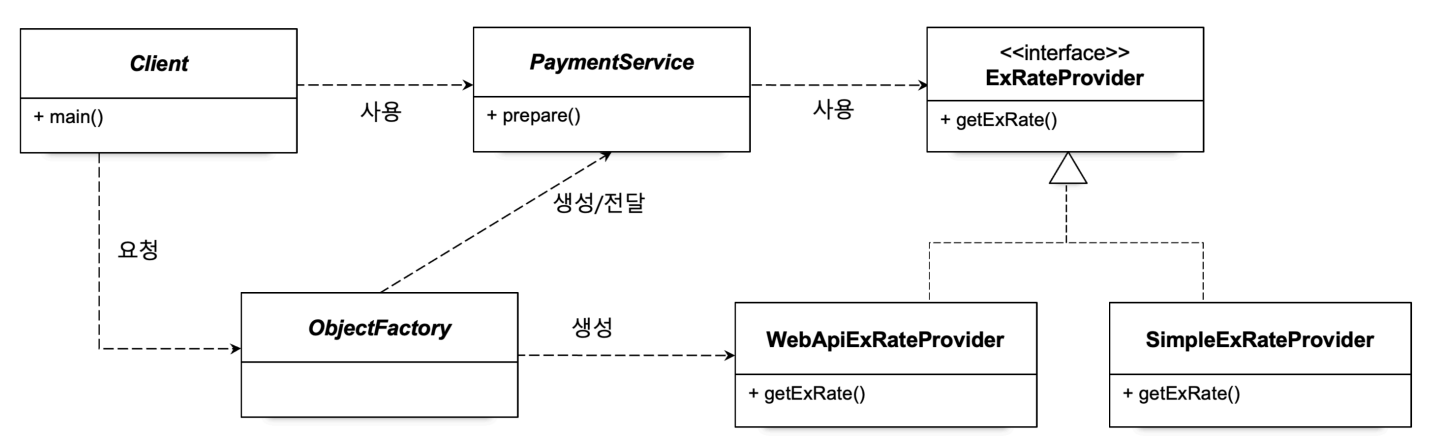 Client
+ main()
사용
PaymentService
+ prepare()
사용
<<interface>>
ExRateProvider
+ getExRate()
생성/전달
요청
ObjectFactory
생성
WebApiExRateProvider
+ getExRate()
SimpleExRateProvider
+ getExRate()